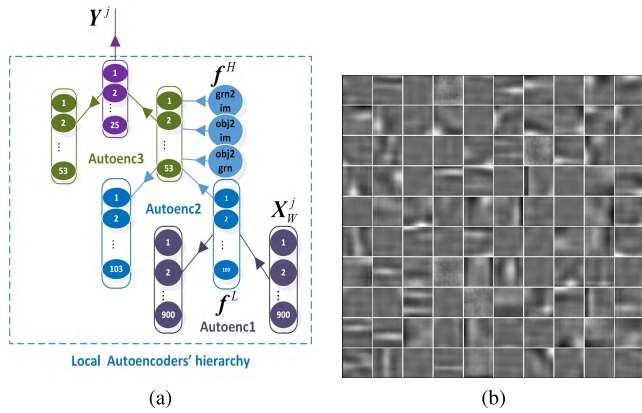 Y^j
f^H
1
2
⋮
25
1
2
⋮
53
1
2
⋮
53
grn2 im
obj2 im
obj2 grn
Autoenc3
Autoenc2
1
2
⋮
103
1
2
⋮
100
X_W^j
1
2
⋮
900
1
2
⋮
900
f^L
Autoenc1
Local Autoencoders' hierarchy
(a)
(b)